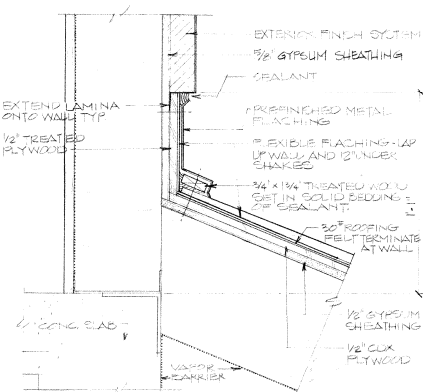 EXTERIOR FINISH SYSTEM
5/8" GYPSUM SHEATHING
SEALANT
EXTEND LAMINA
ONTO WALL TYP.
1/2" TREATED
PLYWOOD
PREFINISHED METAL
FLASHING
FLEXIBLE FLASHING - LAP
UP WALL AND 12" UNDER
SHAKES
3/4" x 1 3/4" TREATED WOOD
SET IN SOLID BEDDING
OF SEALANT.
30# ROOFING
FELT TERMINATE
AT WALL
1/2" GYPSUM
SHEATHING
1/2" CDX
PLYWOOD
CONC. SLAB
VAPOR
BARRIER